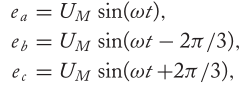 e_a = U_M sin(ωt),
e_b = U_M sin(ωt − 2π/3),
e_c = U_M sin(ωt +2π/3),